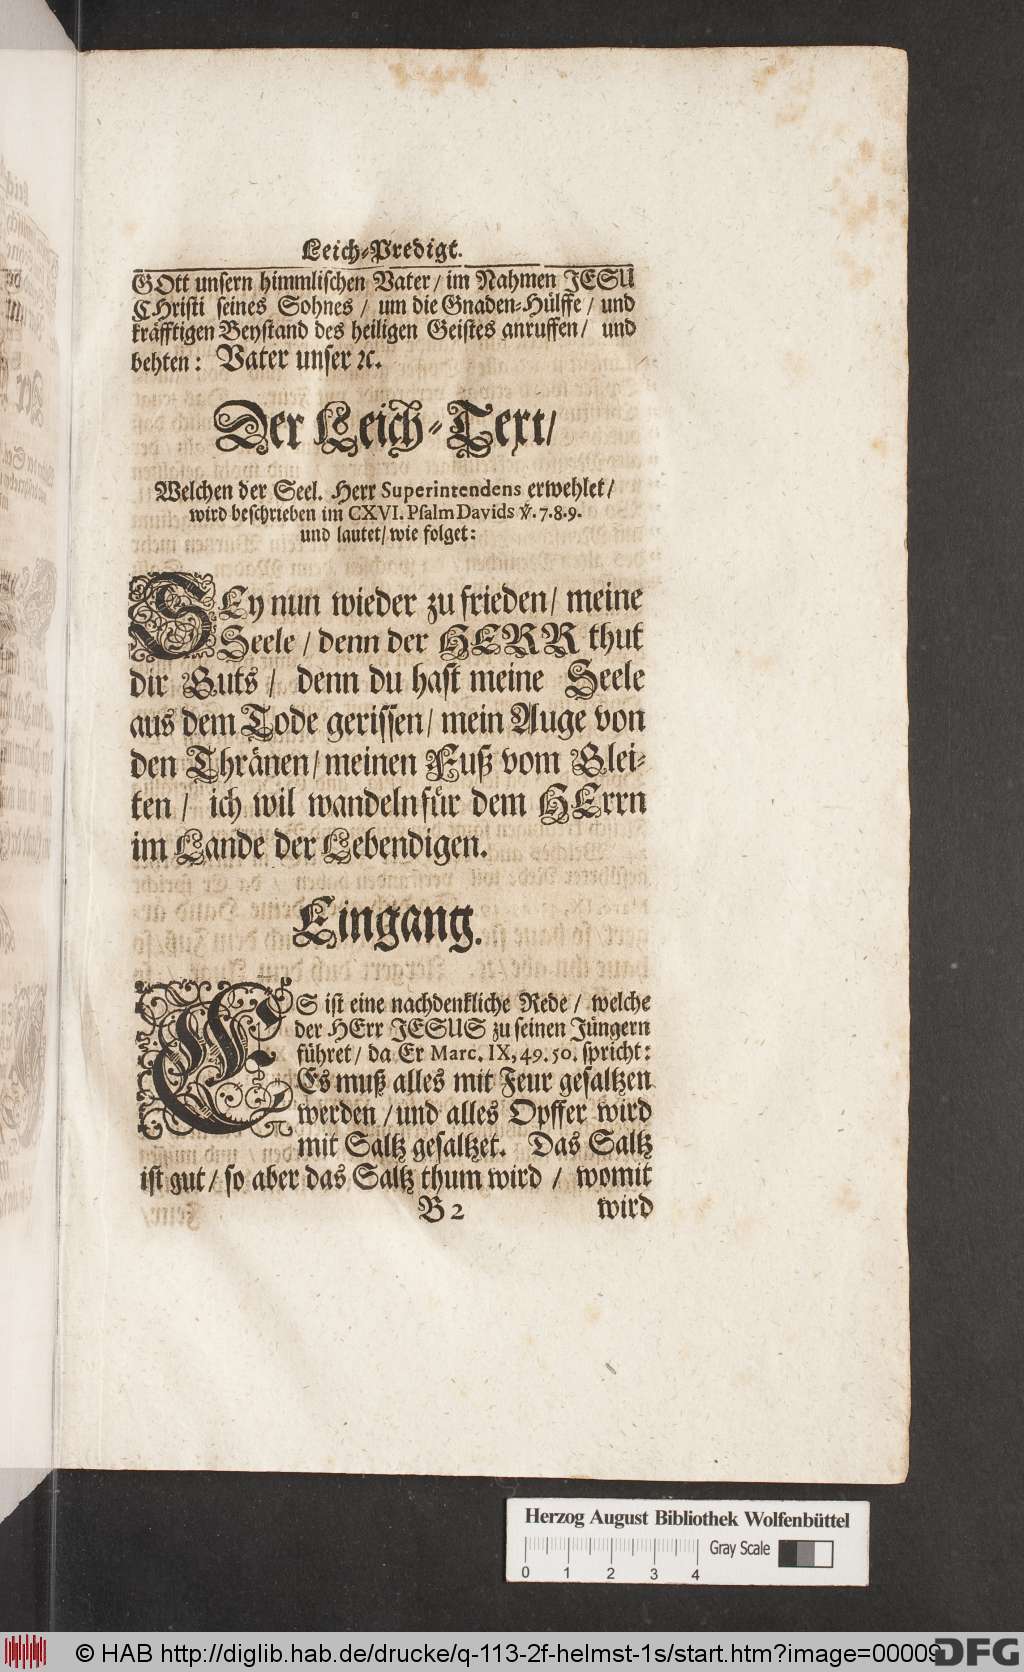 Leich-Predigt.
GOtt unsern himmlischen Vater/ im Nahmen JESU
CHristi seines Sohnes / um die Gnaden-Hülffe / und
kräfftigen Beystand des heiligen Geistes anruffen/ und
behten: Vater unser ꝛc.
Der Leich-Text/
Welchen der Seel. Herr Superintendens erwehlet/
wird beschrieben im CXVI. Psalm Davids ℣. 7. 8. 9.
und lautet/ wie folget:
SEy nun wieder zu frieden/ meine
Seele / denn der HERR thut
dir Guts / denn du hast meine Seele
aus dem Tode gerissen/ mein Auge von
den Thränen/ meinen Fuß vom Glei-
ten / ich wil wandeln für dem HErrn
im Lande der Lebendigen.
Eingang.
ES ist eine nachdenkliche Rede / welche
der HErr JESUS zu seinen Jüngern
führet / da Er Marc. IX, 49. 50. spricht:
Es muß alles mit Feur gesaltzen
werden / und alles Opffer wird
mit Saltz gesaltzet. Das Saltz
ist gut / so aber das Saltz thum wird / womit
B 2 wird
Herzog August Bibliothek Wolfenbüttel
Gray Scale
0 1 2 3 4
© HAB http://diglib.hab.de/drucke/q-113-2f-helmst-1s/start.htm?image=00009
DFG